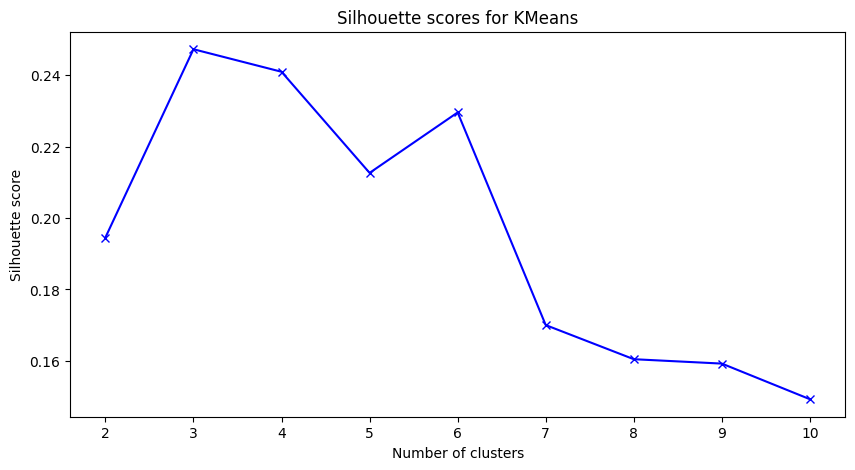 Silhouette scores for KMeans
0.24
0.22
0.20
0.18
0.16
Silhouette score
2 3 4 5 6 7 8 9 10
Number of clusters